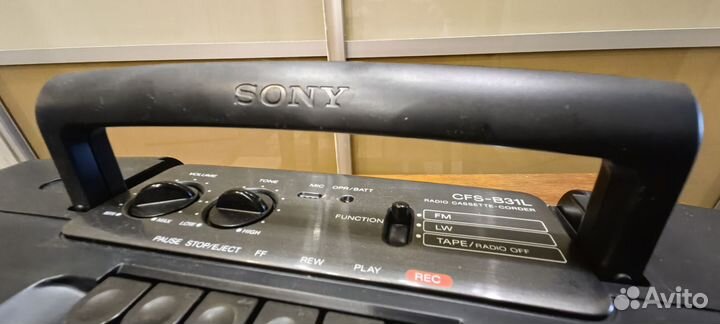 SONY
VOLUME
TONE
MIC
OPR/BATT
CFS-B31L
RADIO CASSETTE-CORDER
MIN
MAX
LOW
HIGH
FUNCTION
FM
LW
TAPE/RADIO OFF
PAUSE STOP/EJECT FF REW PLAY REC
Avito